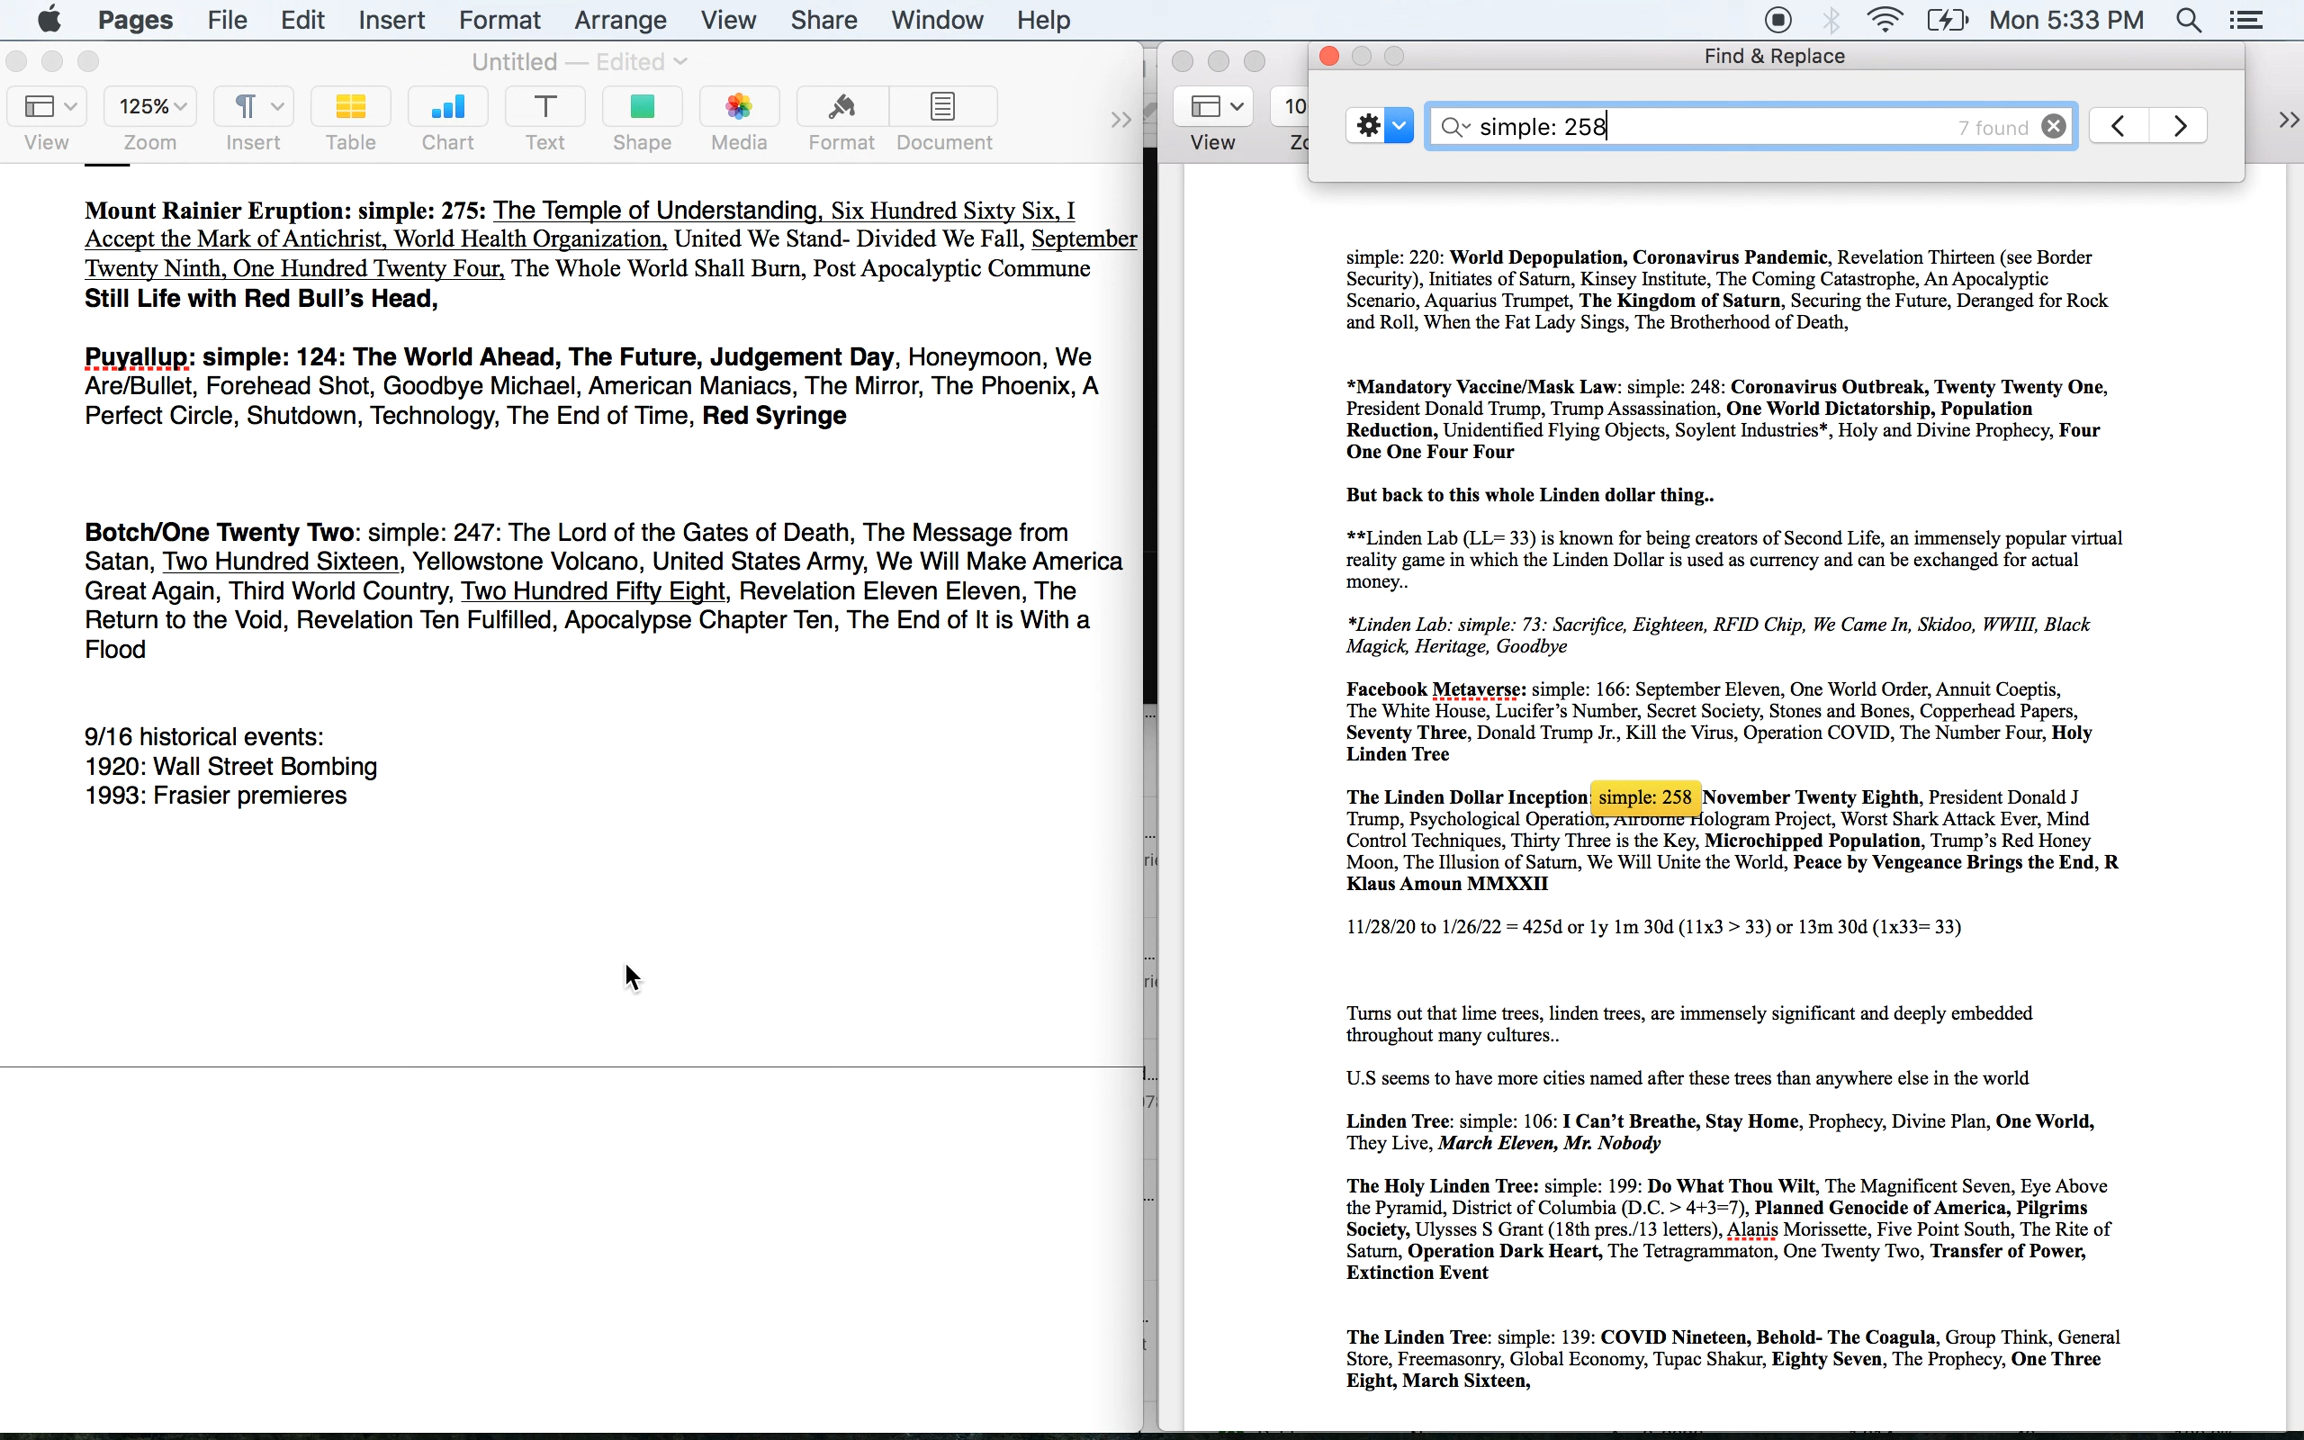 Pages File Edit Insert Format Arrange View Share Window Help Mon 5:33 PM
Untitled — Edited
125%
View Zoom Insert Table Chart Text Shape Media Format Document
Mount Rainier Eruption: simple: 275: The Temple of Understanding, Six Hundred Sixty Six, I
Accept the Mark of Antichrist, World Health Organization, United We Stand- Divided We Fall, September
Twenty Ninth, One Hundred Twenty Four, The Whole World Shall Burn, Post Apocalyptic Commune
Still Life with Red Bull's Head,
Puyallup: simple: 124: The World Ahead, The Future, Judgement Day, Honeymoon, We
Are/Bullet, Forehead Shot, Goodbye Michael, American Maniacs, The Mirror, The Phoenix, A
Perfect Circle, Shutdown, Technology, The End of Time, Red Syringe
Botch/One Twenty Two: simple: 247: The Lord of the Gates of Death, The Message from
Satan, Two Hundred Sixteen, Yellowstone Volcano, United States Army, We Will Make America
Great Again, Third World Country, Two Hundred Fifty Eight, Revelation Eleven Eleven, The
Return to the Void, Revelation Ten Fulfilled, Apocalypse Chapter Ten, The End of It is With a
Flood
9/16 historical events:
1920: Wall Street Bombing
1993: Frasier premieres
Find & Replace
simple: 258 7 found
10
View Zo
simple: 220: World Depopulation, Coronavirus Pandemic, Revelation Thirteen (see Border
Security), Initiates of Saturn, Kinsey Institute, The Coming Catastrophe, An Apocalyptic
Scenario, Aquarius Trumpet, The Kingdom of Saturn, Securing the Future, Deranged for Rock
and Roll, When the Fat Lady Sings, The Brotherhood of Death,
*Mandatory Vaccine/Mask Law: simple: 248: Coronavirus Outbreak, Twenty Twenty One,
President Donald Trump, Trump Assassination, One World Dictatorship, Population
Reduction, Unidentified Flying Objects, Soylent Industries*, Holy and Divine Prophecy, Four
One One Four Four
But back to this whole Linden dollar thing..
**Linden Lab (LL= 33) is known for being creators of Second Life, an immensely popular virtual
reality game in which the Linden Dollar is used as currency and can be exchanged for actual
money..
*Linden Lab: simple: 73: Sacrifice, Eighteen, RFID Chip, We Came In, Skidoo, WWIII, Black
Magick, Heritage, Goodbye
Facebook Metaverse: simple: 166: September Eleven, One World Order, Annuit Coeptis,
The White House, Lucifer's Number, Secret Society, Stones and Bones, Copperhead Papers,
Seventy Three, Donald Trump Jr., Kill the Virus, Operation COVID, The Number Four, Holy
Linden Tree
The Linden Dollar Inception: simple: 258 November Twenty Eighth, President Donald J
Trump, Psychological Operation, Airborne Hologram Project, Worst Shark Attack Ever, Mind
Control Techniques, Thirty Three is the Key, Microchipped Population, Trump's Red Honey
Moon, The Illusion of Saturn, We Will Unite the World, Peace by Vengeance Brings the End, R
Klaus Amoun MMXXII
11/28/20 to 1/26/22 = 425d or 1y 1m 30d (11x3 > 33) or 13m 30d (1x33= 33)
Turns out that lime trees, linden trees, are immensely significant and deeply embedded
throughout many cultures..
U.S seems to have more cities named after these trees than anywhere else in the world
Linden Tree: simple: 106: I Can't Breathe, Stay Home, Prophecy, Divine Plan, One World,
They Live, March Eleven, Mr. Nobody
The Holy Linden Tree: simple: 199: Do What Thou Wilt, The Magnificent Seven, Eye Above
the Pyramid, District of Columbia (D.C. > 4+3=7), Planned Genocide of America, Pilgrims
Society, Ulysses S Grant (18th pres./13 letters), Alanis Morissette, Five Point South, The Rite of
Saturn, Operation Dark Heart, The Tetragrammaton, One Twenty Two, Transfer of Power,
Extinction Event
The Linden Tree: simple: 139: COVID Nineteen, Behold- The Coagula, Group Think, General
Store, Freemasonry, Global Economy, Tupac Shakur, Eighty Seven, The Prophecy, One Three
Eight, March Sixteen,